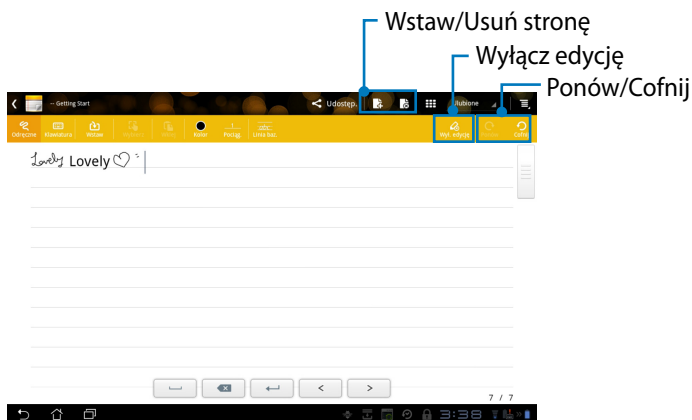 Wstaw/Usuń stronę
Wyłącz edycję
Ponów/Cofnij
-- Getting Start
Udostęp.
Ulubione
Odręczne Klawiatura Wstaw Kolor Pociąg. Linia baz. Wył. edycję Ponów Cofnij
Lovely Lovely
7 / 7
3:38